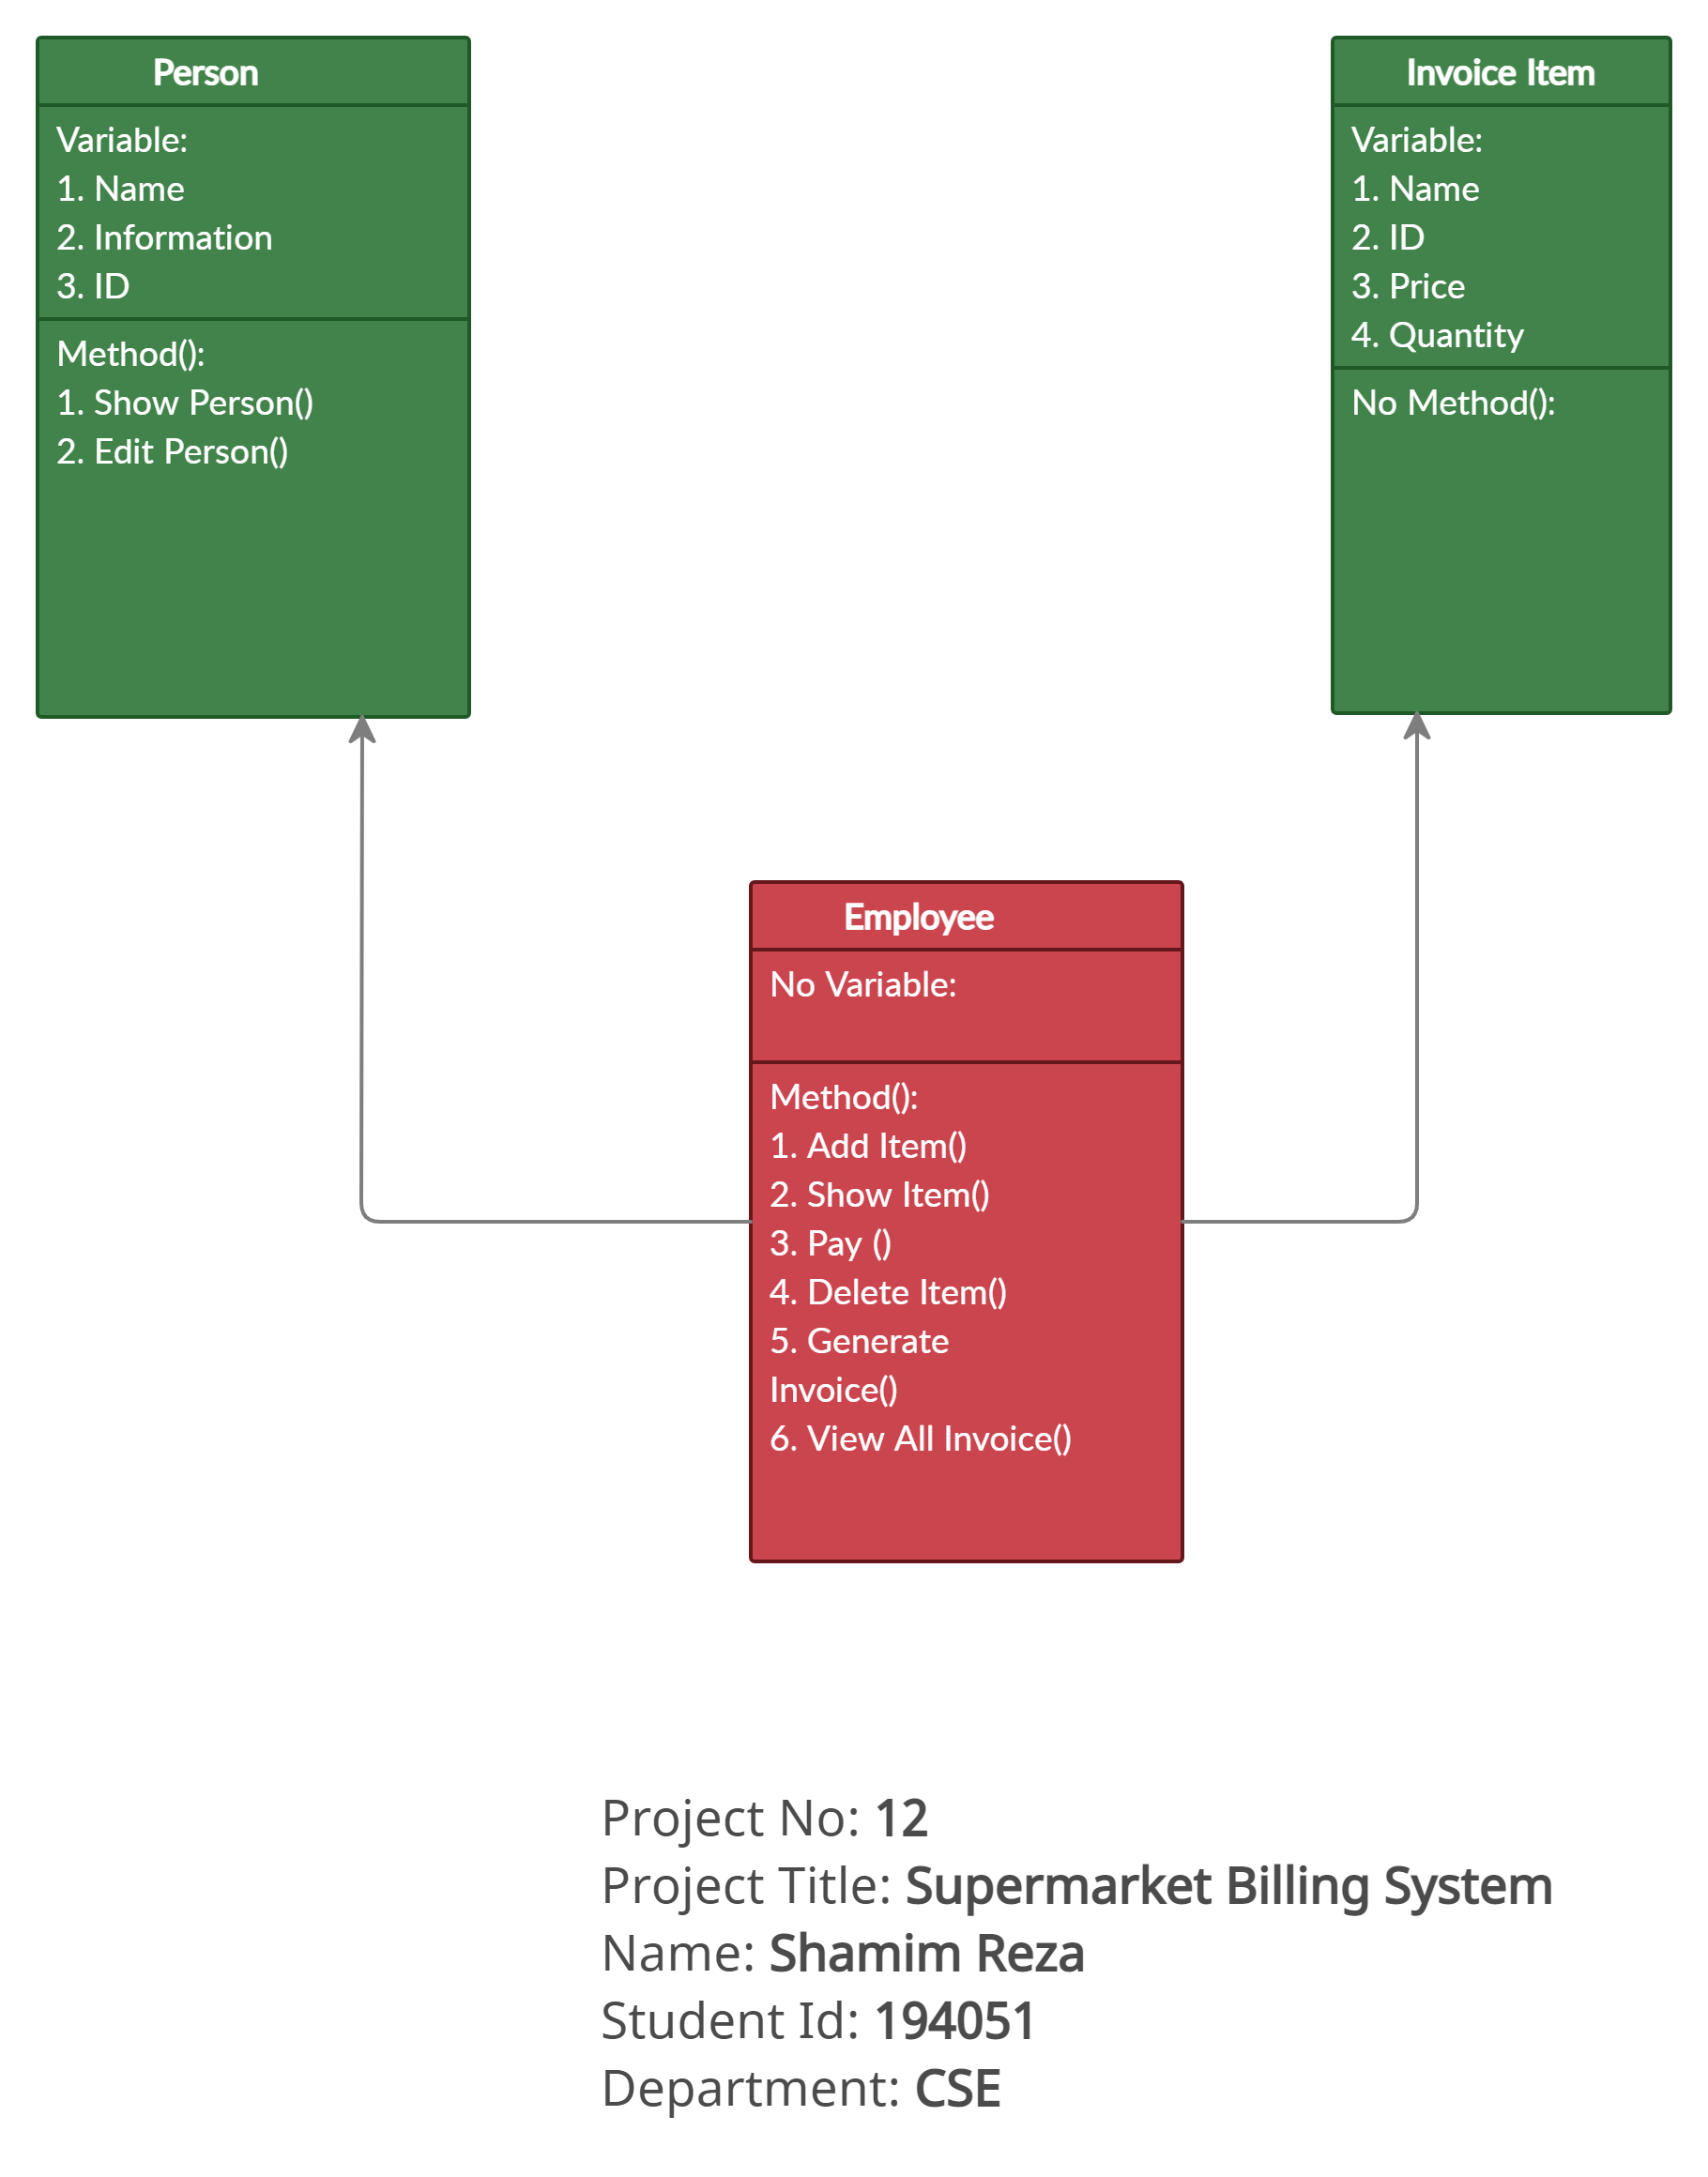 Person
Variable:
1. Name
2. Information
3. ID
Method():
1. Show Person()
2. Edit Person()
Invoice Item
Variable:
1. Name
2. ID
3. Price
4. Quantity
No Method():
Employee
No Variable:
Method():
1. Add Item()
2. Show Item()
3. Pay ()
4. Delete Item()
5. Generate
Invoice()
6. View All Invoice()
Project No: 12
Project Title: Supermarket Billing System
Name: Shamim Reza
Student Id: 194051
Department: CSE